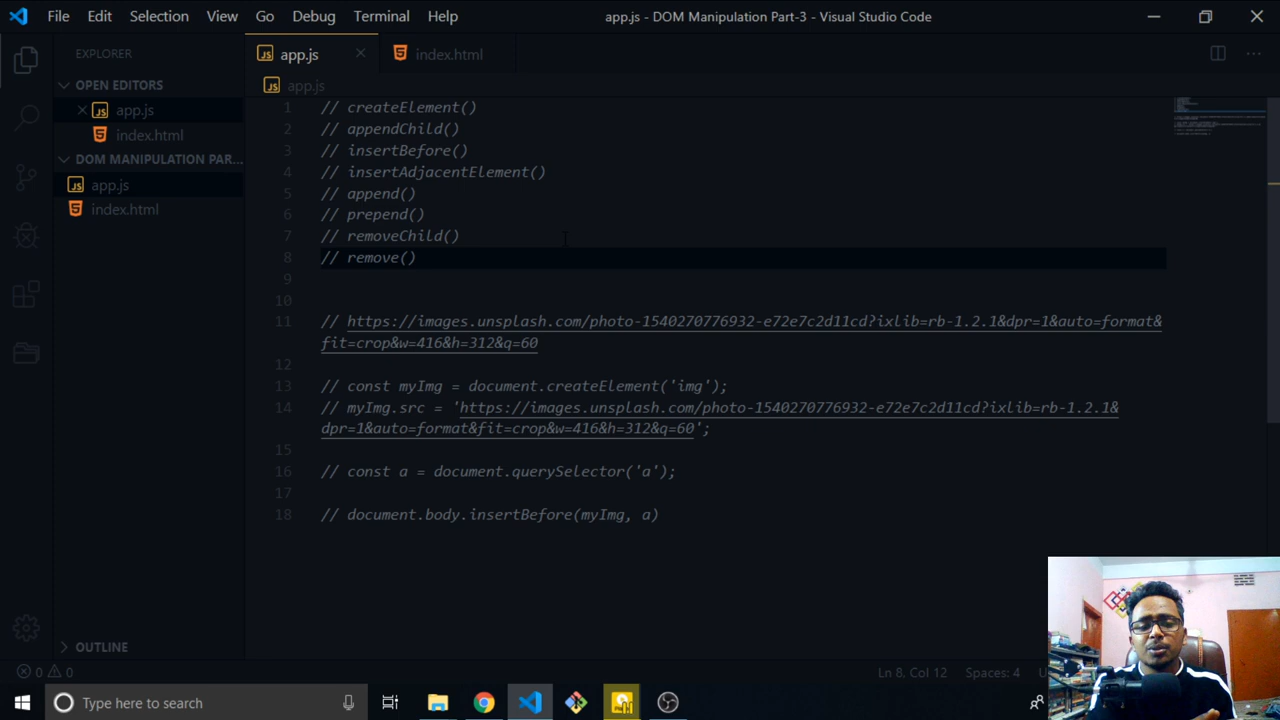 File Edit Selection View Go Debug Terminal Help
app.js - DOM Manipulation Part-3 - Visual Studio Code
EXPLORER
OPEN EDITORS
app.js
index.html
DOM MANIPULATION PAR...
app.js
index.html
OUTLINE
app.js
index.html
app.js
1 // createElement()
2 // appendChild()
3 // insertBefore()
4 // insertAdjacentElement()
5 // append()
6 // prepend()
7 // removeChild()
8 // remove()
9
10
11 // https://images.unsplash.com/photo-1540270776932-e72e7c2d11cd?ixlib=rb-1.2.1&dpr=1&auto=format&
fit=crop&w=416&h=312&q=60
12
13 // const myImg = document.createElement('img');
14 // myImg.src = 'https://images.unsplash.com/photo-1540270776932-e72e7c2d11cd?ixlib=rb-1.2.1&
dpr=1&auto=format&fit=crop&w=416&h=312&q=60';
15
16 // const a = document.querySelector('a');
17
18 // document.body.insertBefore(myImg, a)
0 0
Ln 8, Col 12 Spaces: 4
Type here to search